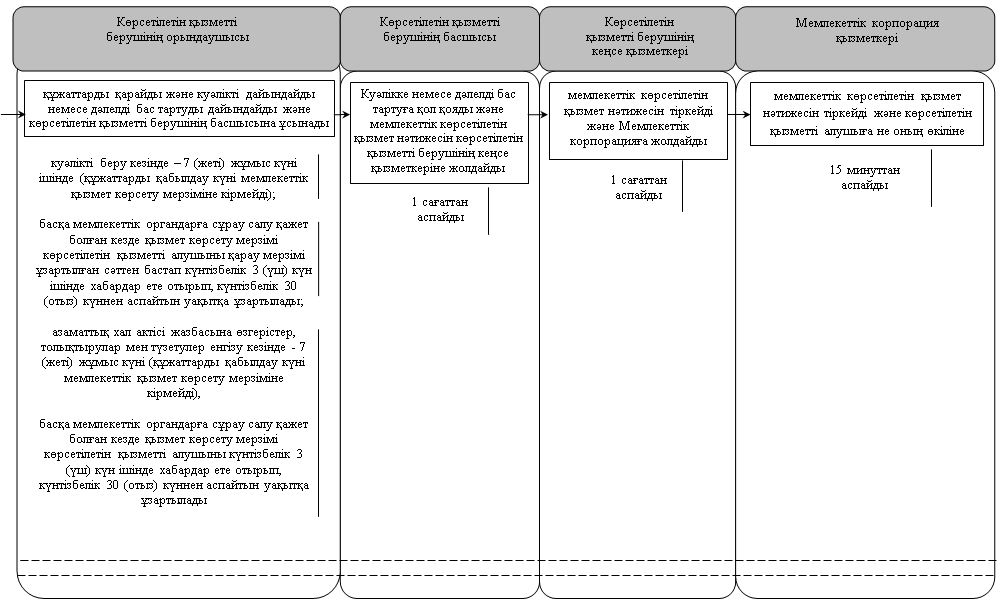 Көрсетілетін қызметті
берушінің орындаушысы
Көрсетілетін қызметті
берушінің басшысы
Көрсетілетін
қызметті берушінің
кеңсе қызметкері
Мемлекеттік корпорация
қызметкері
құжаттарды қарайды және куәлікті дайындайды
немесе дәлелді бас тартуды дайындайды және
көрсетілетін қызметті берушінің басшысына ұсынады
куәлікті беру кезінде – 7 (жеті) жұмыс күні
ішінде (құжаттарды қабылдау күні мемлекеттік
қызмет көрсету мерзіміне кірмейді);
басқа мемлекеттік органдарға сұрау салу қажет
болған кезде қызмет көрсету мерзімі
көрсетілетін қызметті алушыны қарау мерзімі
ұзартылған сәттен бастап күнтізбелік 3 (үш) күн
ішінде хабардар ете отырып, күнтізбелік 30
(отыз) күннен аспайтын уақытқа ұзартылады;
азаматтық хал актісі жазбасына өзгерістер,
толықтырулар мен түзетулер енгізу кезінде - 7
(жеті) жұмыс күні (құжаттарды қабылдау күні
мемлекеттік қызмет көрсету мерзіміне
кірмейді),
басқа мемлекеттік органдарға сұрау салу қажет
болған кезде қызмет көрсету мерзімі
көрсетілетін қызметті алушыны күнтізбелік 3
(үш) күн ішінде хабардар ете отырып,
күнтізбелік 30 (отыз) күннен аспайтын уақытқа
ұзартылады
Куәлікке немесе дәлелді бас
тартуға қол қояды және
мемлекеттік көрсетілетін
қызмет нәтижесін көрсетілетін
қызметті берушінің кеңсе
қызметкеріне жолдайды
1 сағаттан
аспайды
мемлекеттік көрсетілетін
қызмет нәтижесін тіркейді
және Мемлекеттік
корпорацияға жолдайды
1 сағаттан
аспайды
мемлекеттік көрсетілетін қызмет
нәтижесін тіркейді және көрсетілетін
қызметті алушыға не оның өкіліне
15 минуттан
аспайды